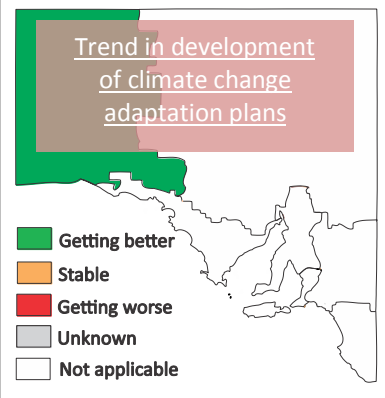 Trend in development
of climate change
adaptation plans
Getting better
Stable
Getting worse
Unknown
Not applicable